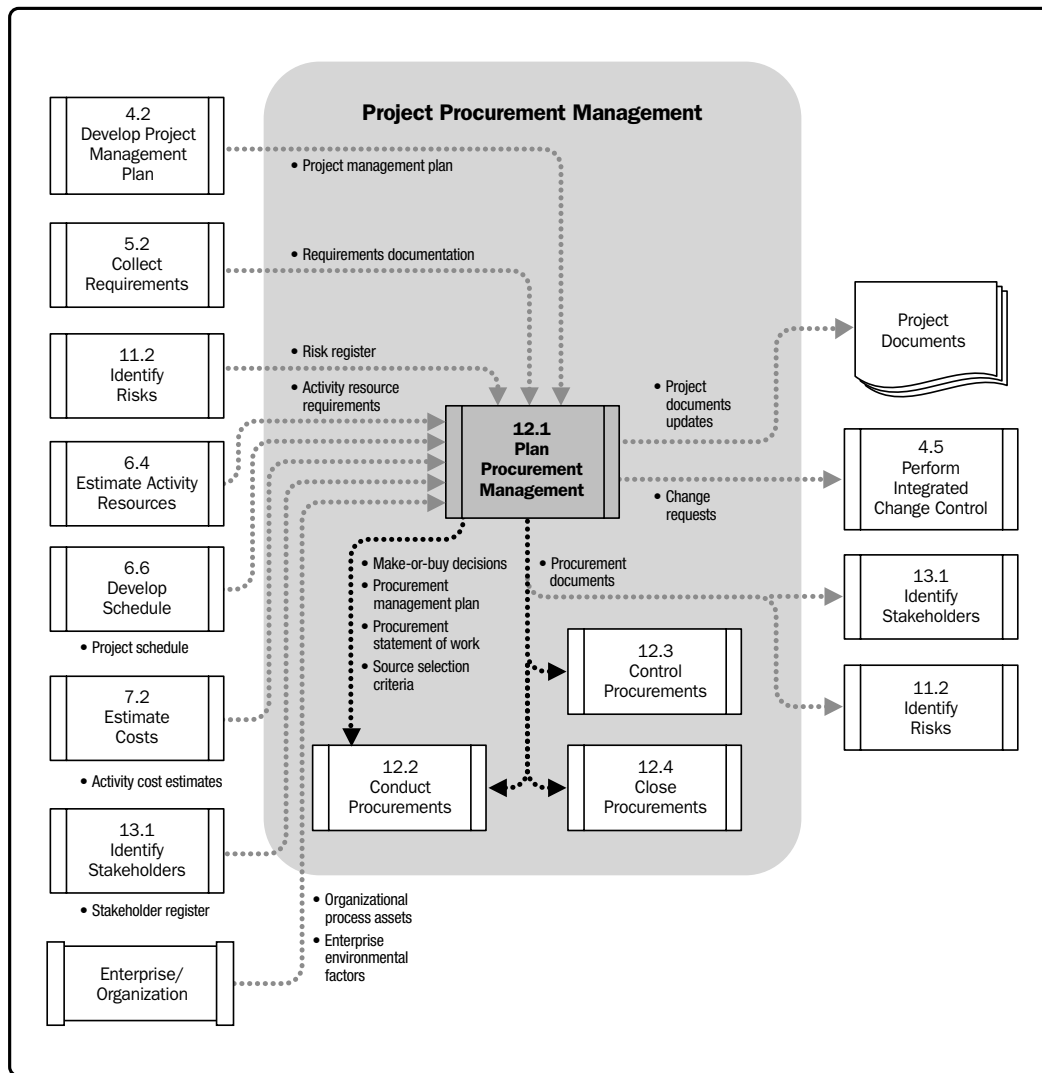 Project Procurement Management
4.2
Develop Project
Management
Plan
• Project management plan
5.2
Collect
Requirements
• Requirements documentation
11.2
Identify
Risks
• Risk register
• Activity resource
requirements
6.4
Estimate Activity
Resources
6.6
Develop
Schedule
• Project schedule
7.2
Estimate
Costs
• Activity cost estimates
13.1
Identify
Stakeholders
• Stakeholder register
Enterprise/
Organization
• Organizational
process assets
• Enterprise
environmental
factors
12.1
Plan
Procurement
Management
• Make-or-buy decisions
• Procurement
management plan
• Procurement
statement of work
• Source selection
criteria
• Procurement
documents
12.2
Conduct
Procurements
12.3
Control
Procurements
12.4
Close
Procurements
• Project
documents
updates
• Change
requests
Project
Documents
4.5
Perform
Integrated
Change Control
13.1
Identify
Stakeholders
11.2
Identify
Risks